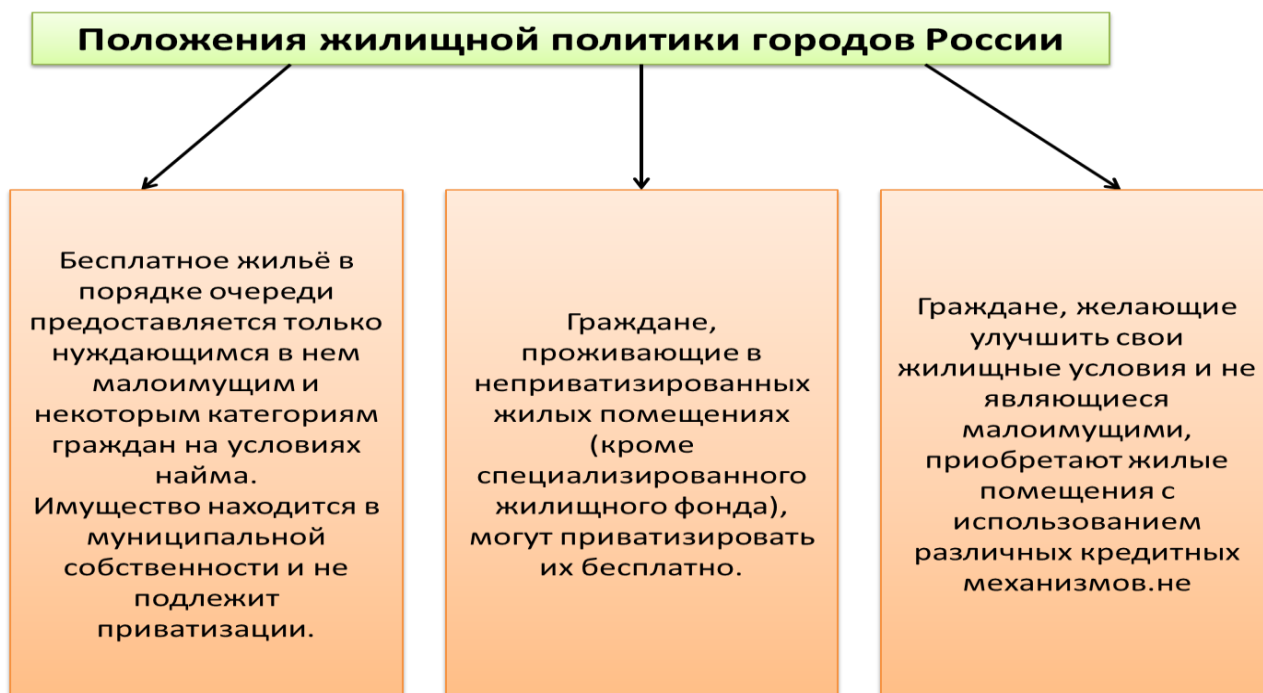 Положения жилищной политики городов России
Бесплатное жильё в
порядке очереди
предоставляется только
нуждающимся в нем
малоимущим и
некоторым категориям
граждан на условиях
найма.
Имущество находится в
муниципальной
собственности и не
подлежит
приватизации.
Граждане,
проживающие в
неприватизированных
жилых помещениях
(кроме
специализированного
жилищного фонда),
могут приватизировать
их бесплатно.
Граждане, желающие
улучшить свои
жилищные условия и не
являющиеся
малоимущими,
приобретают жилые
помещения с
использованием
различных кредитных
механизмов.не